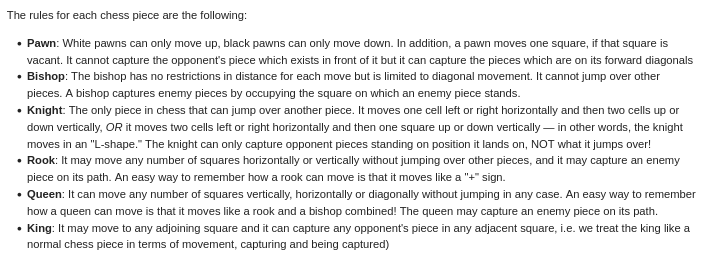 The rules for each chess piece are the following:
• Pawn: White pawns can only move up, black pawns can only move down. In addition, a pawn moves one square, if that square is
vacant. It cannot capture the opponent's piece which exists in front of it but it can capture the pieces which are on its forward diagonals
• Bishop: The bishop has no restrictions in distance for each move but is limited to diagonal movement. It cannot jump over other
pieces. A bishop captures enemy pieces by occupying the square on which an enemy piece stands.
• Knight: The only piece in chess that can jump over another piece. It moves one cell left or right horizontally and then two cells up or
down vertically, OR it moves two cells left or right horizontally and then one square up or down vertically — in other words, the knight
moves in an "L-shape." The knight can only capture opponent pieces standing on position it lands on, NOT what it jumps over!
• Rook: It may move any number of squares horizontally or vertically without jumping over other pieces, and it may capture an enemy
piece on its path. An easy way to remember how a rook can move is that it moves like a "+" sign.
• Queen: It can move any number of squares vertically, horizontally or diagonally without jumping in any case. An easy way to remember
how a queen can move is that it moves like a rook and a bishop combined! The queen may capture an enemy piece on its path.
• King: It may move to any adjoining square and it can capture any opponent's piece in any adjacent square, i.e. we treat the king like a
normal chess piece in terms of movement, capturing and being captured)